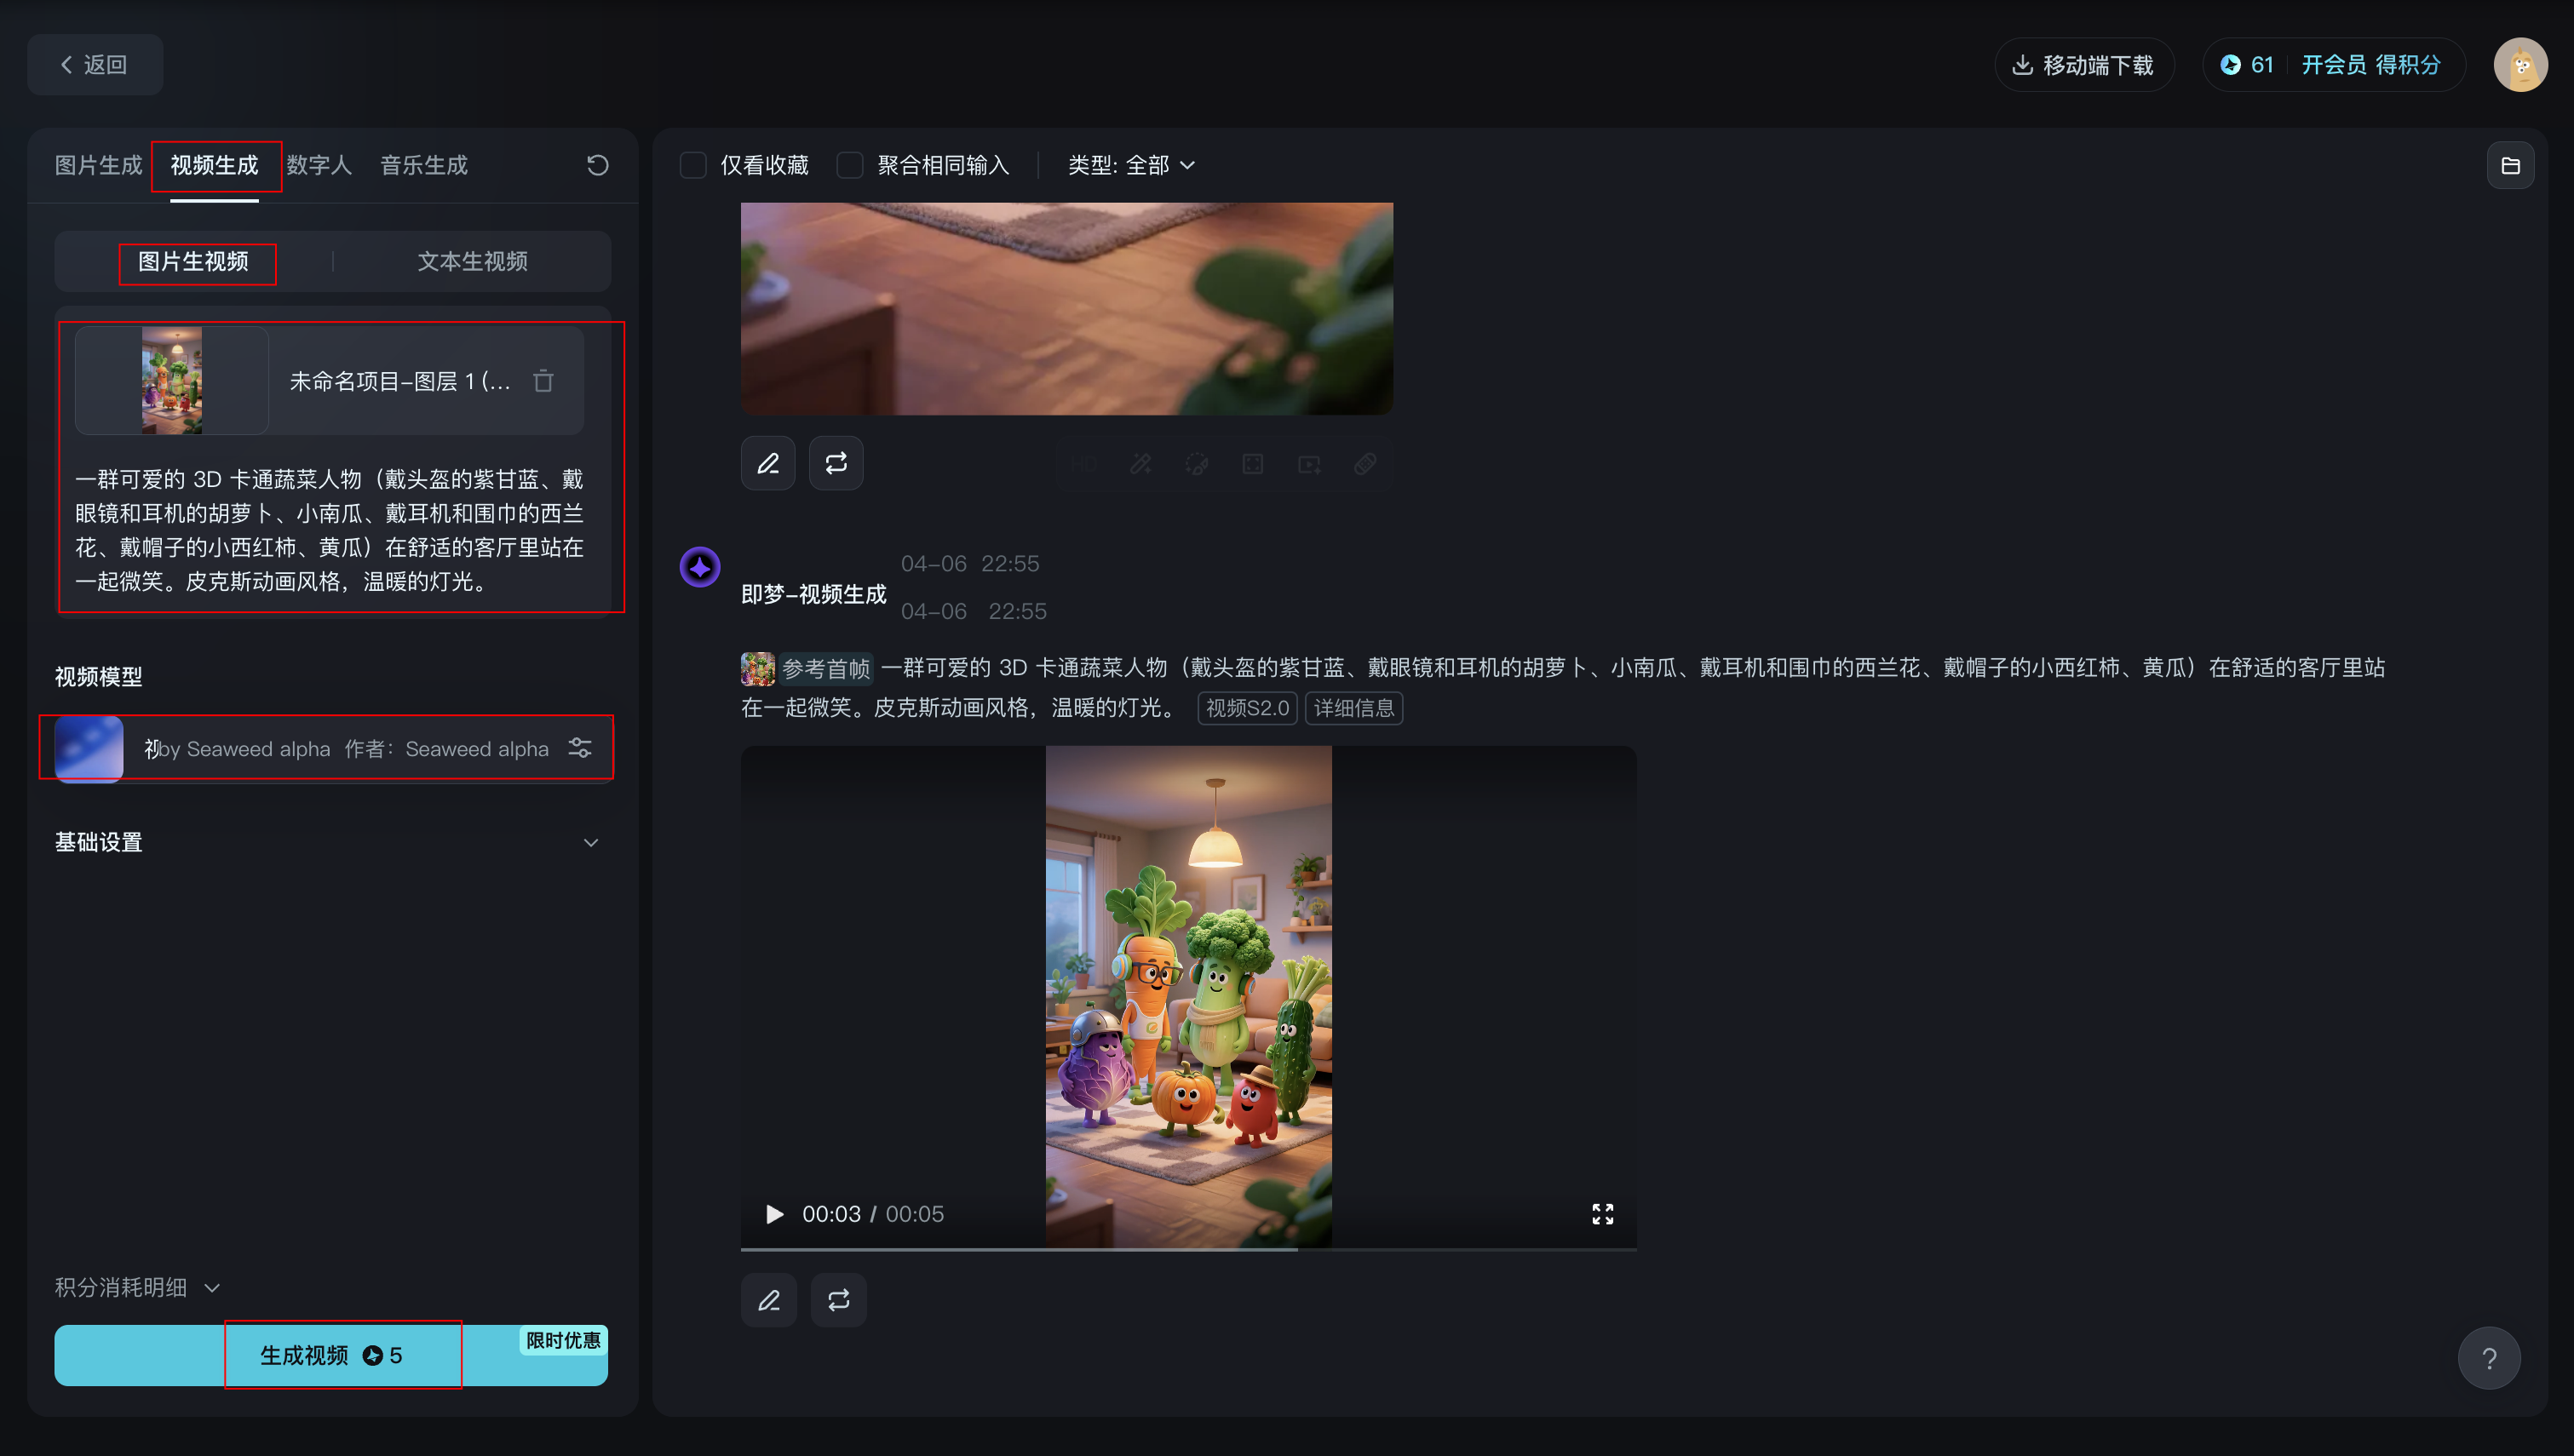 返回
移动端下载
61 开会员 得积分
图片生成 视频生成 数字人 音乐生成
图片生视频 文本生视频
未命名项目-图层 1 (...
一群可爱的 3D 卡通蔬菜人物（戴头盔的紫甘蓝、戴
眼镜和耳机的胡萝卜、小南瓜、戴耳机和围巾的西兰
花、戴帽子的小西红柿、黄瓜）在舒适的客厅里站在
一起微笑。皮克斯动画风格，温暖的灯光。
视频模型
by Seaweed alpha 作者：Seaweed alpha
基础设置
积分消耗明细
限时优惠
生成视频 5
仅看收藏 聚合相同输入 类型: 全部
HD
04-06 22:55
即梦-视频生成
04-06 22:55
参考首帧 一群可爱的 3D 卡通蔬菜人物（戴头盔的紫甘蓝、戴眼镜和耳机的胡萝卜、小南瓜、戴耳机和围巾的西兰花、戴帽子的小西红柿、黄瓜）在舒适的客厅里站
在一起微笑。皮克斯动画风格，温暖的灯光。 视频S2.0 详细信息
00:03 / 00:05
?